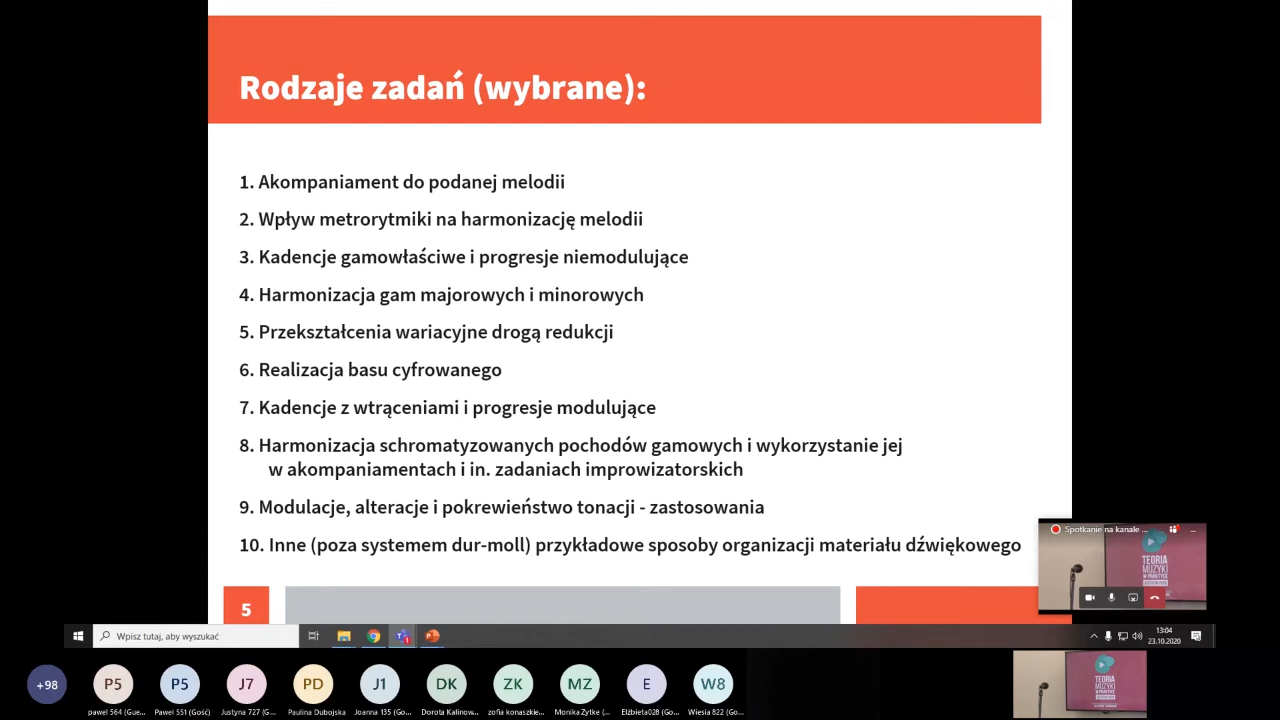 Rodzaje zadań (wybrane):
1. Akompaniament do podanej melodii
2. Wpływ metrorytmiki na harmonizację melodii
3. Kadencje gamowłaściwe i progresje niemodulujące
4. Harmonizacja gam majorowych i minorowych
5. Przekształcenia wariacyjne drogą redukcji
6. Realizacja basu cyfrowanego
7. Kadencje z wtrąceniami i progresje modulujące
8. Harmonizacja schromatyzowanych pochodów gamowych i wykorzystanie jej
w akompaniamentach i in. zadaniach improwizatorskich
9. Modulacje, alteracje i pokrewieństwo tonacji - zastosowania
10. Inne (poza systemem dur-moll) przykładowe sposoby organizacji materiału dźwiękowego
Spotkanie na kanale ...
TEORIA
MUZYKI
W PRAKTYCE
5
Wpisz tutaj, aby wyszukać
13:04
23.10.2020
+98
P5
P5
J7
PD
J1
DK
ZK
MZ
E
W8
paweł 564 (Gue...
Paweł 551 (Gość)
Justyna 727 (G...
Paulina Dubojska
Joanna 135 (Go...
Dorota Kalinow...
zofia konaszkie...
Monika Zytke (...
Elżbieta028 (Go...
Wiesia 822 (Go...
TEORIA
MUZYKI
W PRAKTYCE